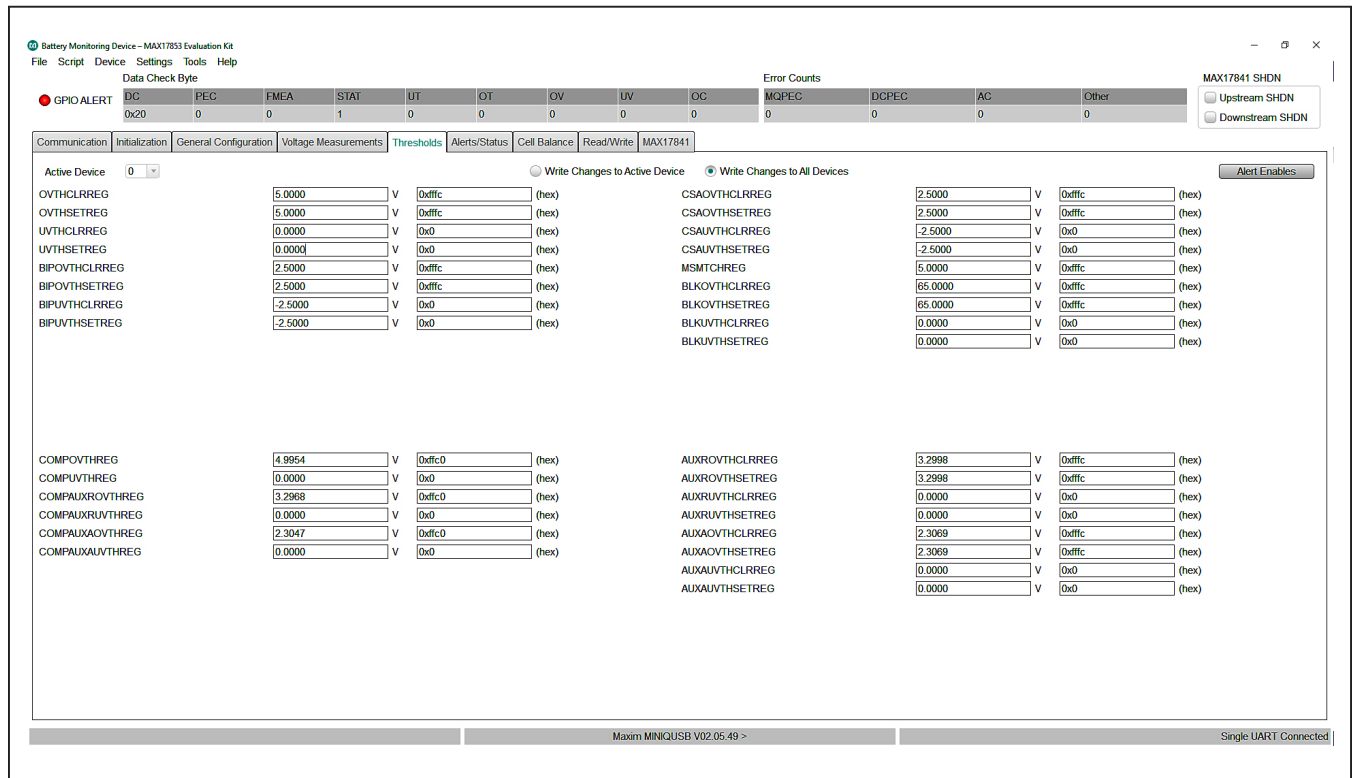 Battery Monitoring Device – MAX17853 Evaluation Kit
File Script Device Settings Tools Help
Data Check Byte Error Counts MAX17841 SHDN
GPIO ALERT DC PEC FMEA STAT UT OT OV UV OC MQPEC DCPEC AC Other Upstream SHDN
0x20 0 0 1 0 0 0 0 0 0 0 0 0 Downstream SHDN
Communication Initialization General Configuration Voltage Measurements Thresholds Alerts/Status Cell Balance Read/Write MAX17841
Active Device 0 Write Changes to Active Device Write Changes to All Devices Alert Enables
OVTHCLRREG 5.0000 V 0xfffc (hex) CSAOVTHCLRREG 2.5000 V 0xfffc (hex)
OVTHSETREG 5.0000 V 0xfffc (hex) CSAOVTHSETREG 2.5000 V 0xfffc (hex)
UVTHCLRREG 0.0000 V 0x0 (hex) CSAUVTHCLRREG -2.5000 V 0x0 (hex)
UVTHSETREG 0.0000 V 0x0 (hex) CSAUVTHSETREG -2.5000 V 0x0 (hex)
BIPOVTHCLRREG 2.5000 V 0xfffc (hex) MSMTCHREG 5.0000 V 0xfffc (hex)
BIPOVTHSETREG 2.5000 V 0xfffc (hex) BLKOVTHCLRREG 65.0000 V 0xfffc (hex)
BIPUVTHCLRREG -2.5000 V 0x0 (hex) BLKOVTHSETREG 65.0000 V 0xfffc (hex)
BIPUVTHSETREG -2.5000 V 0x0 (hex) BLKUVTHCLRREG 0.0000 V 0x0 (hex)
BLKUVTHSETREG 0.0000 V 0x0 (hex)
COMPOVTHREG 4.9954 V 0xffc0 (hex) AUXROVTHCLRREG 3.2998 V 0xfffc (hex)
COMPUVTHREG 0.0000 V 0x0 (hex) AUXROVTHSETREG 3.2998 V 0xfffc (hex)
COMPAUXROVTHREG 3.2968 V 0xffc0 (hex) AUXRUVTHCLRREG 0.0000 V 0x0 (hex)
COMPAUXRUVTHREG 0.0000 V 0x0 (hex) AUXRUVTHSETREG 0.0000 V 0x0 (hex)
COMPAUXAOVTHREG 2.3047 V 0xffc0 (hex) AUXAOVTHCLRREG 2.3069 V 0xfffc (hex)
COMPAUXAUVTHREG 0.0000 V 0x0 (hex) AUXAOVTHSETREG 2.3069 V 0xfffc (hex)
AUXAUVTHCLRREG 0.0000 V 0x0 (hex)
AUXAUVTHSETREG 0.0000 V 0x0 (hex)
Maxim MINIQUSB V02.05.49 > Single UART Connected